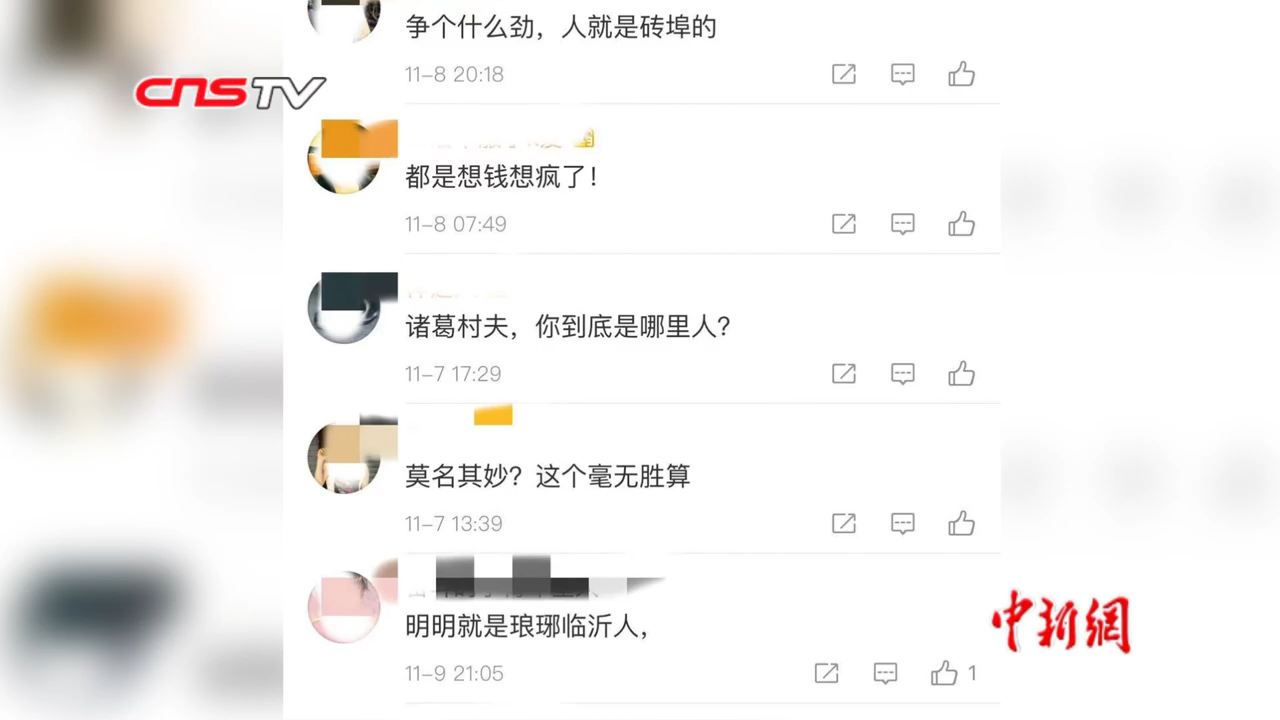 争个什么劲，人就是砖埠的
11-8 20:18
CNSTV
都是想钱想疯了！
11-8 07:49
诸葛村夫，你到底是哪里人？
11-7 17:29
莫名其妙？这个毫无胜算
11-7 13:39
明明就是琅琊临沂人，
11-9 21:05
1
中新網